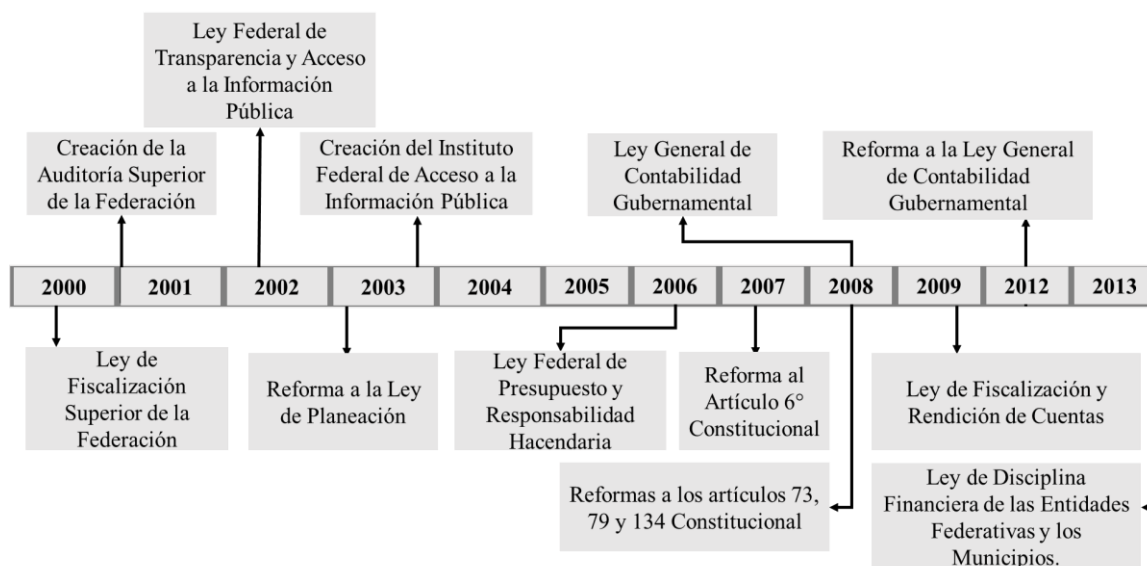 Ley Federal de
Transparencia y Acceso
a la Información
Pública
Creación de la
Auditoría Superior
de la Federación
Creación del Instituto
Federal de Acceso a la
Información Pública
Ley General de
Contabilidad
Gubernamental
Reforma a la Ley General
de Contabilidad
Gubernamental
2000
2001
2002
2003
2004
2005
2006
2007
2008
2009
2012
2013
Ley de
Fiscalización
Superior de la
Federación
Reforma a la Ley
de Planeación
Ley Federal de
Presupuesto y
Responsabilidad
Hacendaria
Reforma al
Artículo 6°
Constitucional
Ley de Fiscalización y
Rendición de Cuentas
Reformas a los artículos 73,
79 y 134 Constitucional
Ley de Disciplina
Financiera de las Entidades
Federativas y los
Municipios.